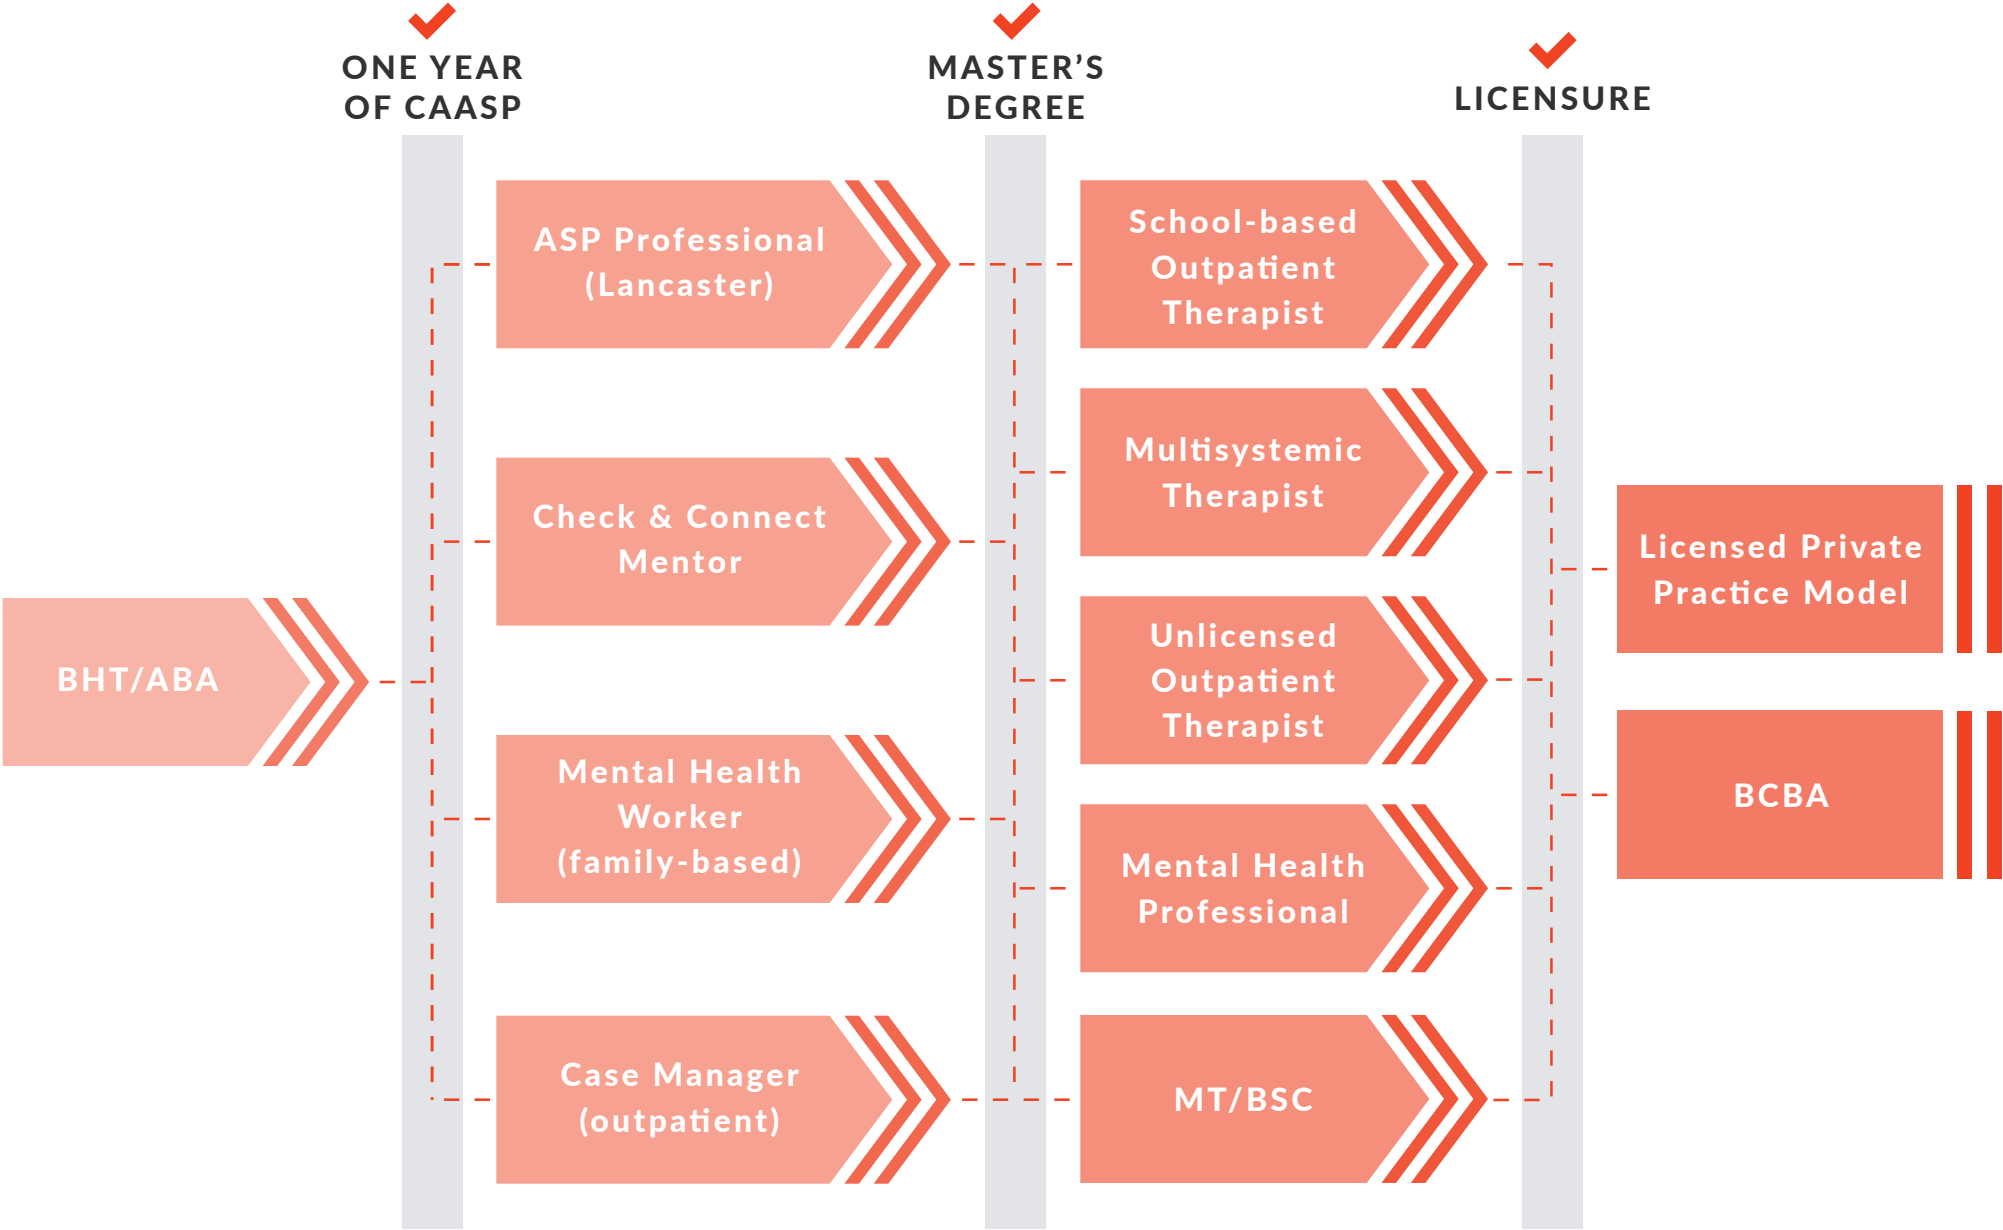 ONE YEAR
OF CAASP
MASTER’S
DEGREE
LICENSURE
BHT/ABA
ASP Professional
(Lancaster)
Check & Connect
Mentor
Mental Health
Worker
(family-based)
Case Manager
(outpatient)
School-based
Outpatient
Therapist
Multisystemic
Therapist
Unlicensed
Outpatient
Therapist
Mental Health
Professional
MT/BSC
Licensed Private
Practice Model
BCBA